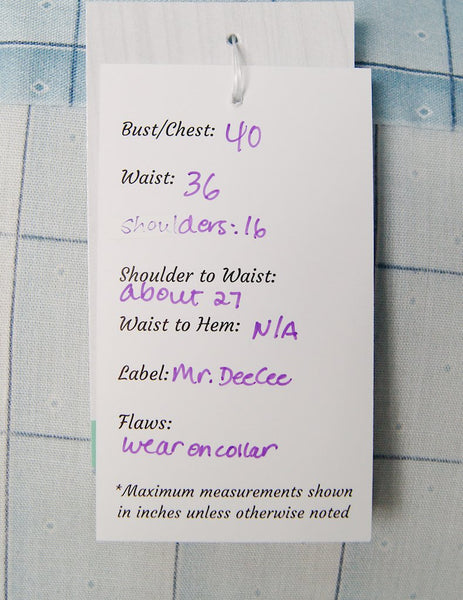 Bust/Chest: 40
Waist: 36
Shoulders: 16
Shoulder to Waist:
about 27
Waist to Hem: N/A
Label: Mr. DeeCee
Flaws:
wear on collar
*Maximum measurements shown
in inches unless otherwise noted